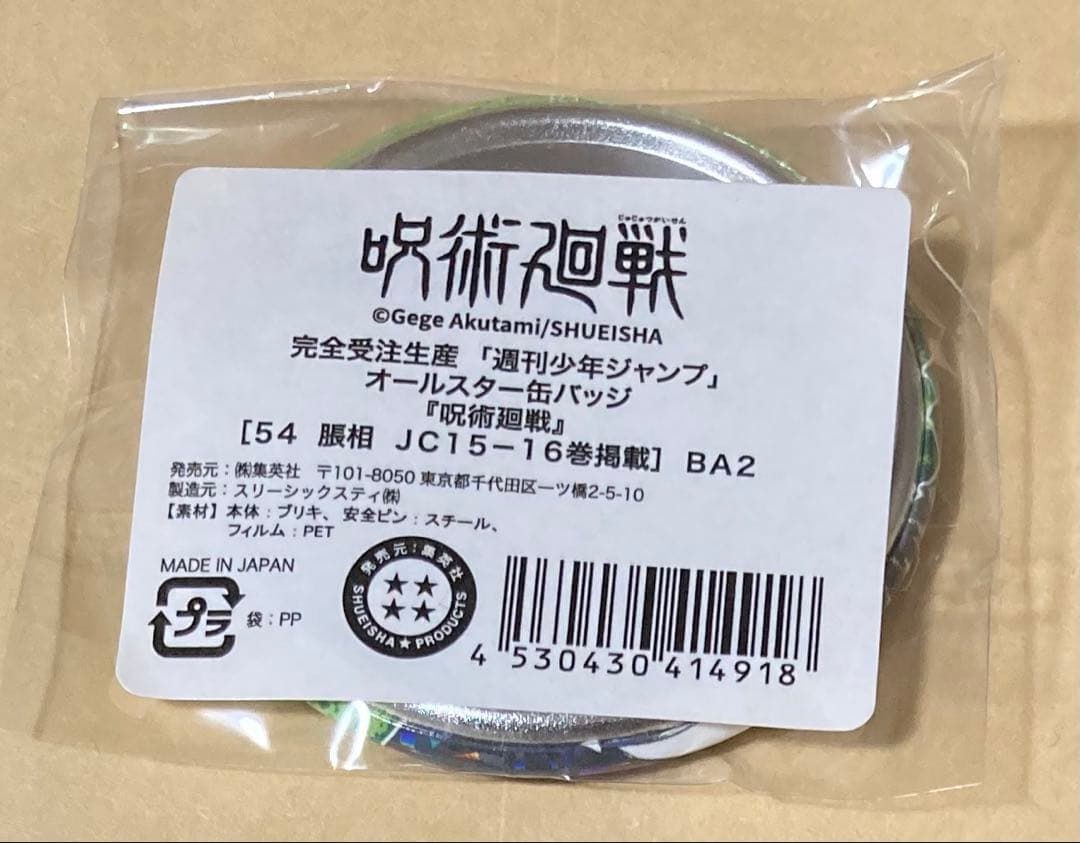 じゅじゅつかいせん
呪術廻戦
©Gege Akutami/SHUEISHA
完全受注生産 「週刊少年ジャンプ」
オールスター缶バッジ
『呪術廻戦』
[54 脹相 JC15－16巻掲載] BA2
発売元：㈱集英社 〒101-8050 東京都千代田区一ツ橋2-5-10
製造元：スリーシックスティ㈱
【素材】本体：ブリキ、安全ピン：スチール、
フィルム：PET
MADE IN JAPAN
プラ
袋：PP
発売元：集英社
SHUEISHA★PRODUCTS
4 530430 414918